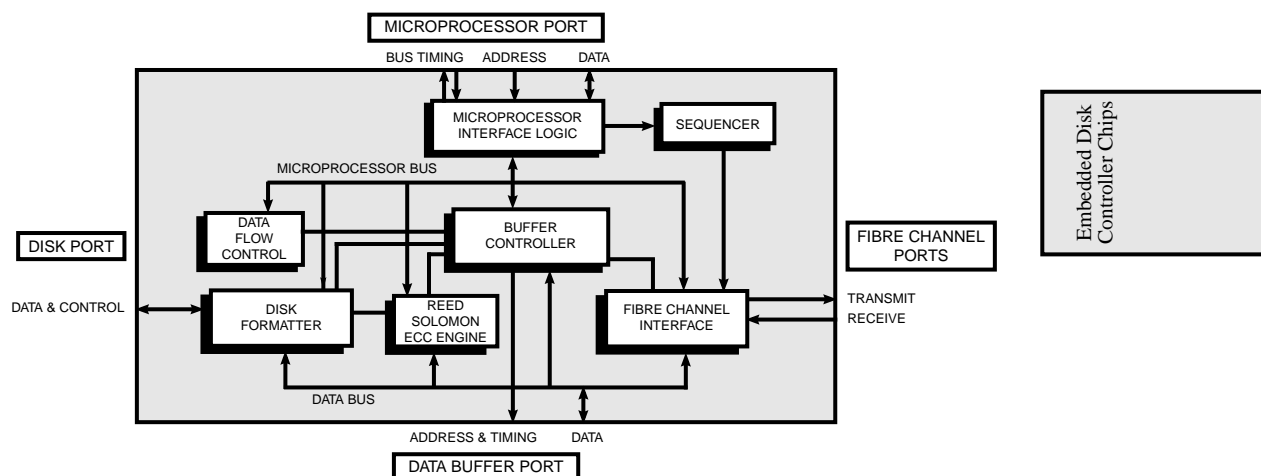 MICROPROCESSOR PORT
BUS TIMING ADDRESS DATA
MICROPROCESSOR
INTERFACE LOGIC
SEQUENCER
MICROPROCESSOR BUS
DATA
FLOW
CONTROL
BUFFER
CONTROLLER
DISK PORT
FIBRE CHANNEL
PORTS
DATA & CONTROL
DISK
FORMATTER
REED
SOLOMON
ECC ENGINE
FIBRE CHANNEL
INTERFACE
TRANSMIT
RECEIVE
DATA BUS
ADDRESS & TIMING DATA
DATA BUFFER PORT
Embedded Disk
Controller Chips